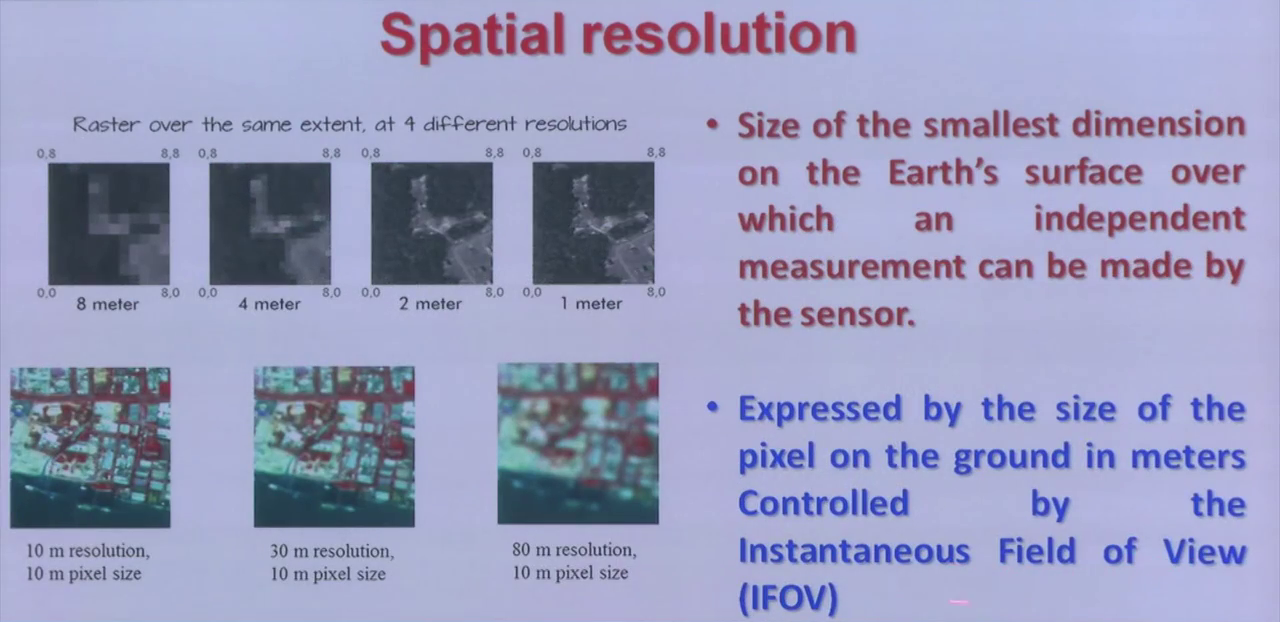 Spatial resolution
Raster over the same extent, at 4 different resolutions
0,8 8,8 0,8 8,8 0,8 8,8 0,8 8,8
0,0 8,0 0,0 8,0 0,0 8,0 0,0 8,0
8 meter 4 meter 2 meter 1 meter
10 m resolution,
10 m pixel size
30 m resolution,
10 m pixel size
80 m resolution,
10 m pixel size
• Size of the smallest dimension
on the Earth’s surface over
which an independent
measurement can be made by
the sensor.
• Expressed by the size of the
pixel on the ground in meters
Controlled by the
Instantaneous Field of View
(IFOV)